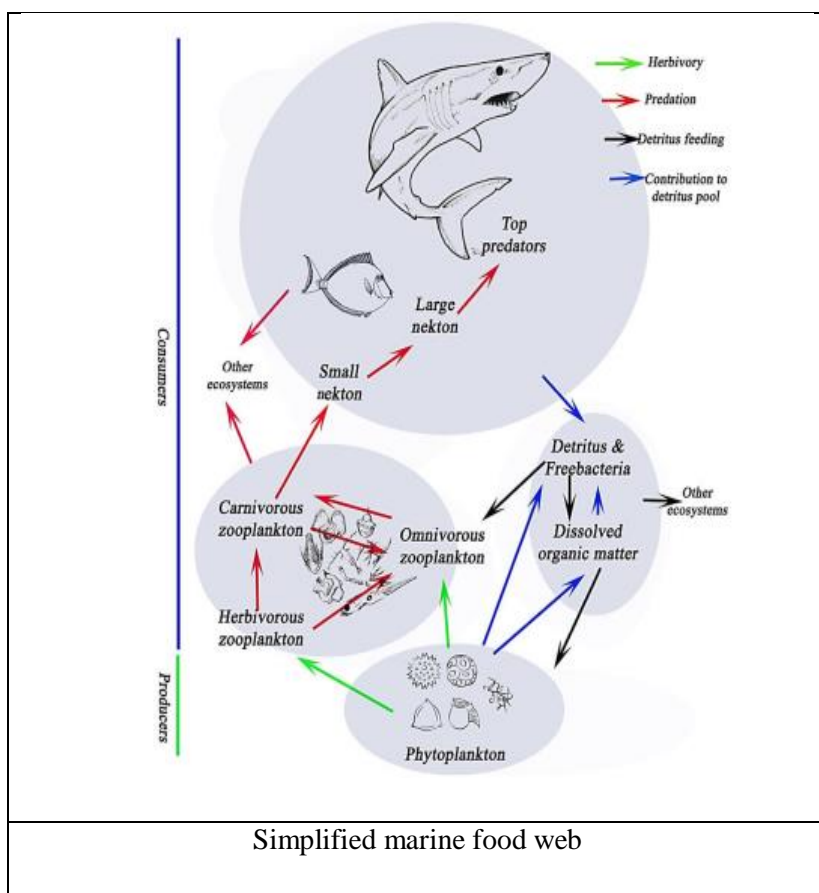 Herbivory
Predation
Detritus feeding
Contribution to
detritus pool
Top
predators
Large
nekton
Small
nekton
Other
ecosystems
Consumers
Detritus &
Freebacteria
Other
ecosystems
Dissolved
organic matter
Carnivorous
zooplankton
Omnivorous
zooplankton
Herbivorous
zooplankton
Producers
Phytoplankton
Simplified marine food web